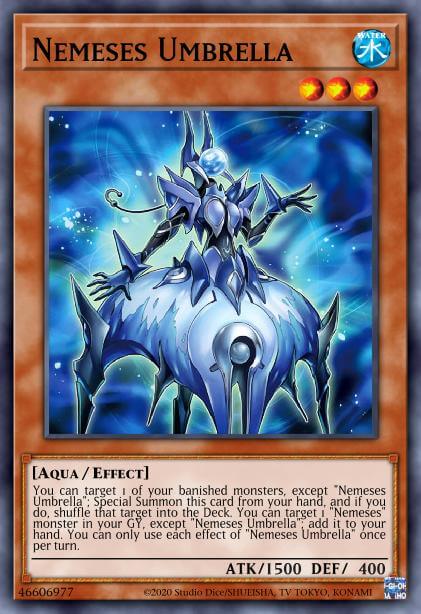 Nemeses Umbrella
WATER
水
[Aqua / Effect]
You can target 1 of your banished monsters, except "Nemeses
Umbrella"; Special Summon this card from your hand, and if you
do, shuffle that target into the Deck. You can target 1 "Nemeses"
monster in your GY, except "Nemeses Umbrella"; add it to your
hand. You can only use each effect of "Nemeses Umbrella" once
per turn.
ATK/1500 DEF/ 400
46606977
©2020 Studio Dice/SHUEISHA, TV TOKYO, KONAMI